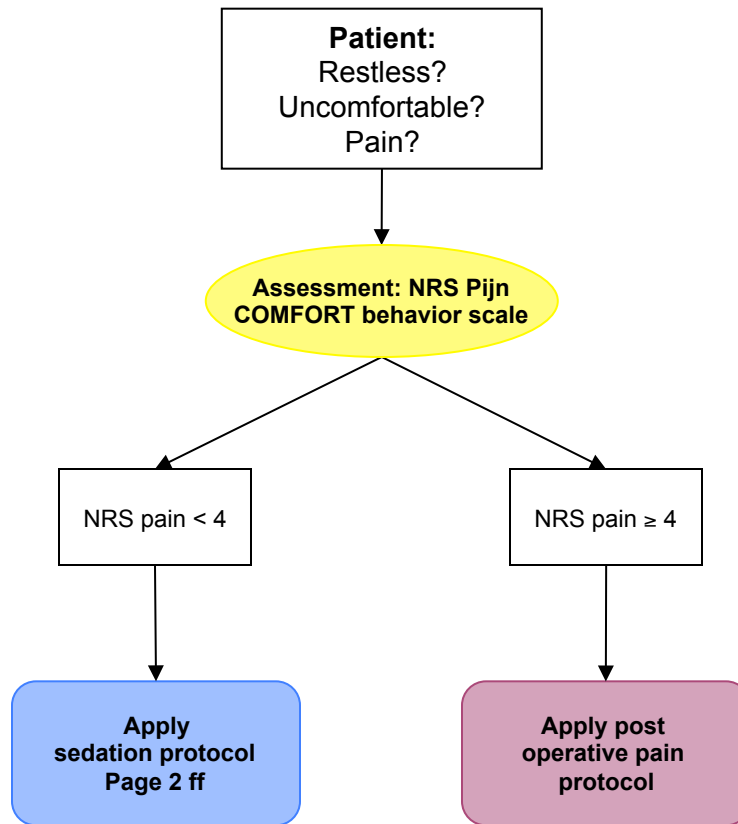 Patient:
Restless?
Uncomfortable?
Pain?
Assessment: NRS Pijn
COMFORT behavior scale
NRS pain < 4
NRS pain ≥ 4
Apply
sedation protocol
Page 2 ff
Apply post
operative pain
protocol